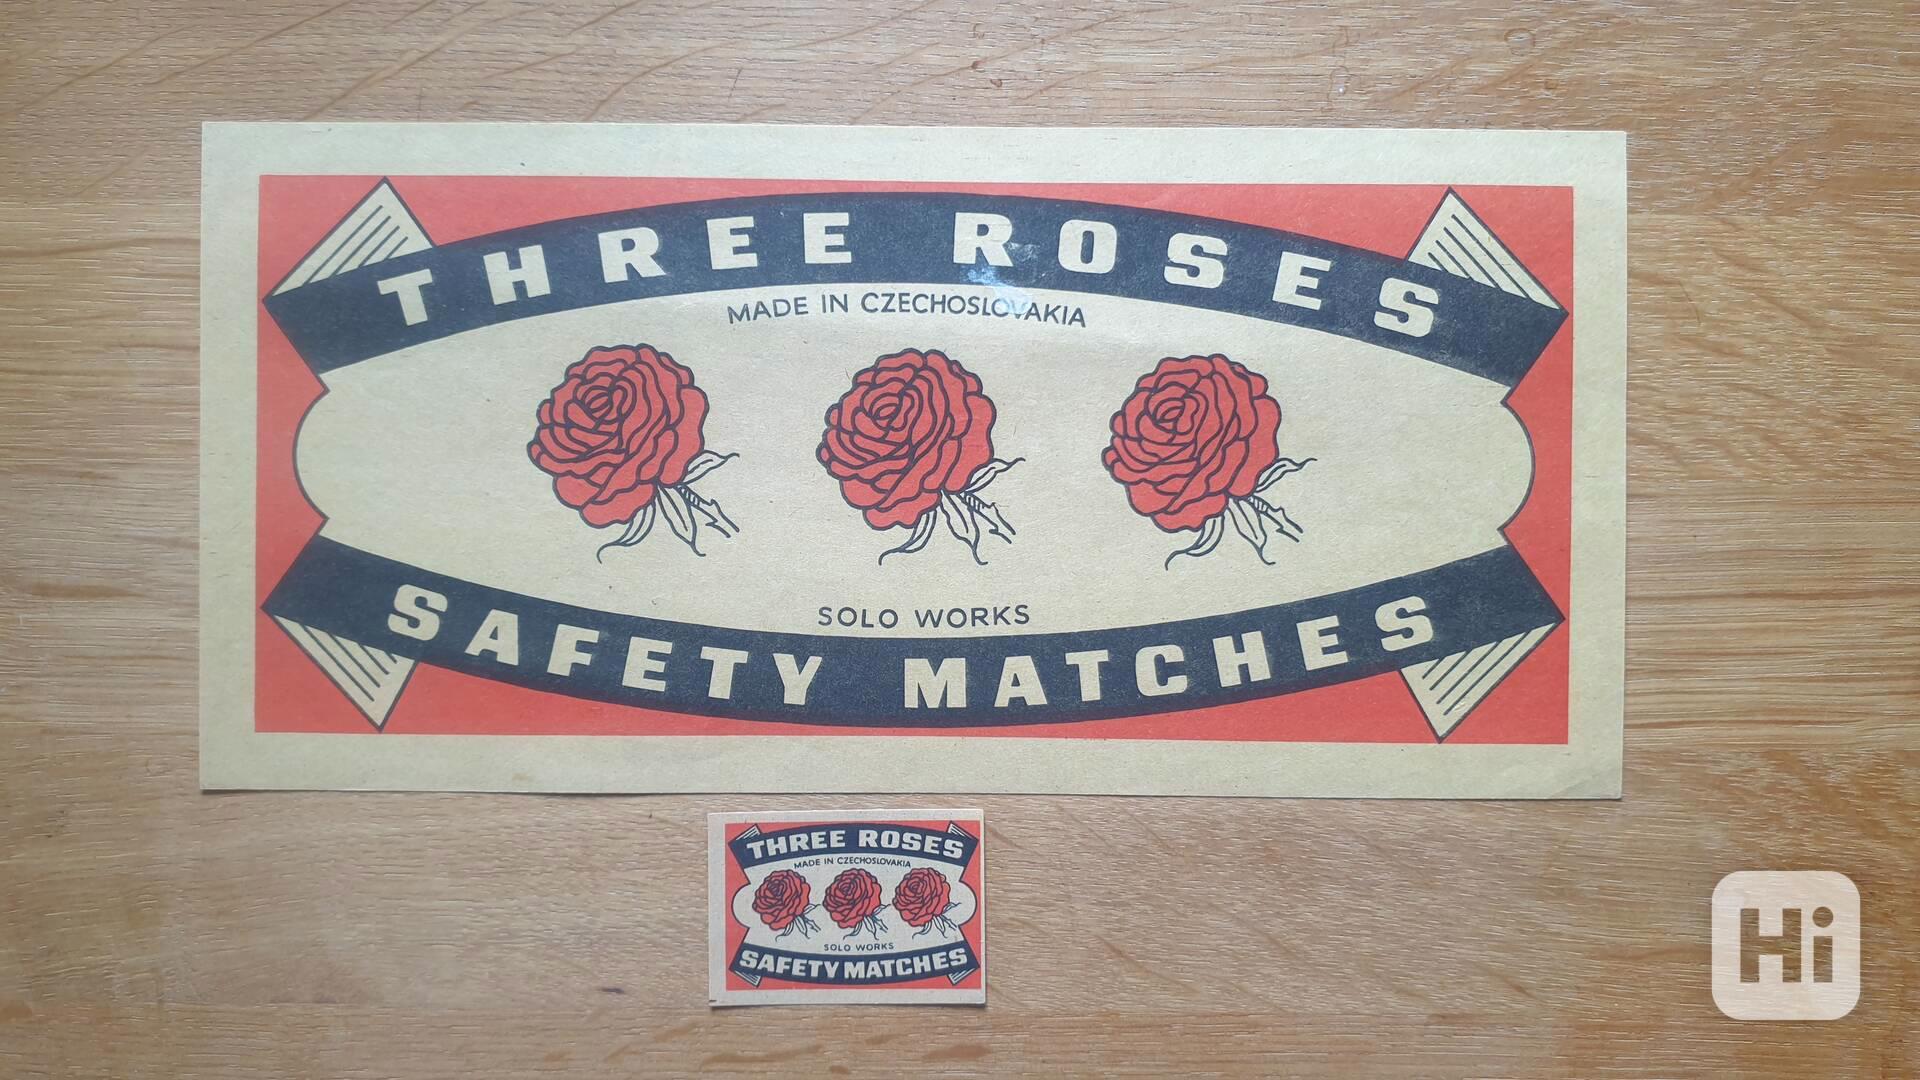 THREE ROSES
MADE IN CZECHOSLOVAKIA
SOLO WORKS
SAFETY MATCHES
THREE ROSES
MADE IN CZECHOSLOVAKIA
SOLO WORKS
SAFETY MATCHES
Hi